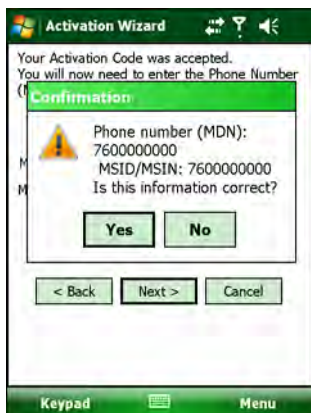 Activation Wizard
Your Activation Code was accepted.
You will now need to enter the Phone Number
(M
Confirmation
Phone number (MDN):
7600000000
MSID/MSIN: 7600000000
Is this information correct?
M
M
Yes No
< Back Next > Cancel
Keypad Menu